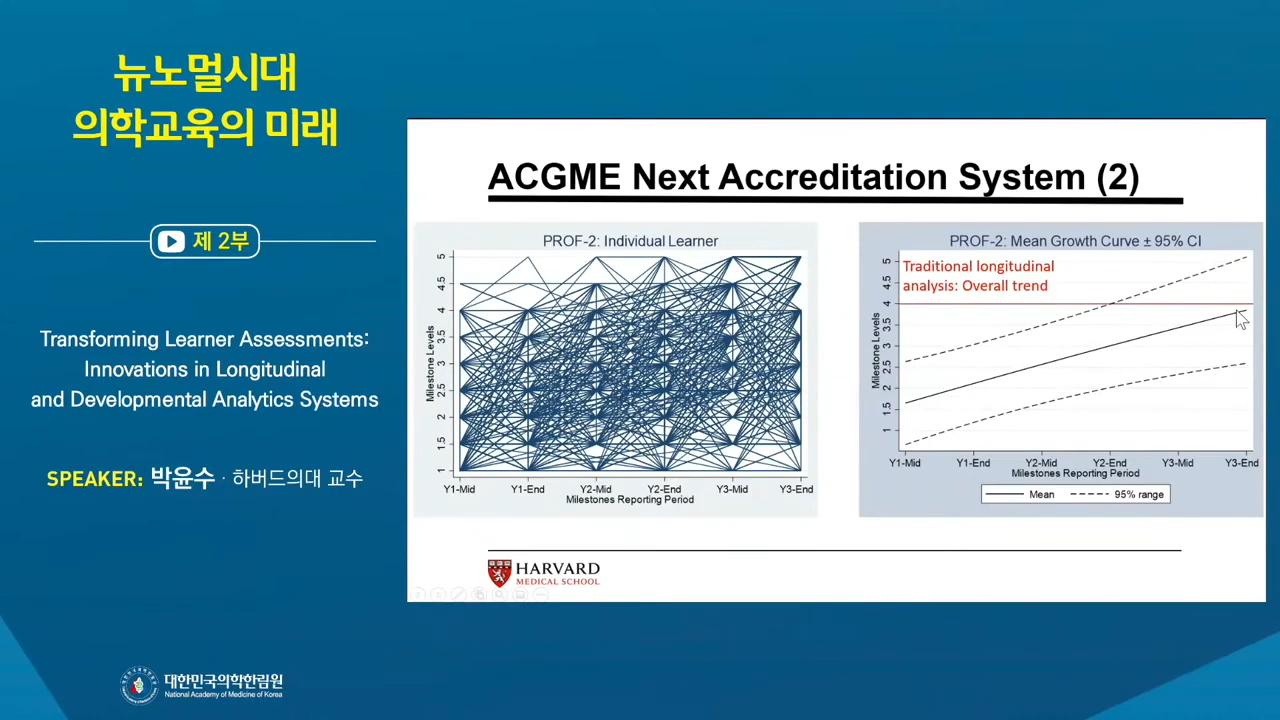 뉴노멀시대
의학교육의 미래
제 2부
Transforming Learner Assessments:
Innovations in Longitudinal
and Developmental Analytics Systems
SPEAKER: 박윤수 · 하버드의대 교수
대한민국의학한림원
National Academy of Medicine of Korea
ACGME Next Accreditation System (2)
PROF-2: Individual Learner
Milestone Levels
5
4.5
4
3.5
3
2.5
2
1.5
1
Y1-Mid Y1-End Y2-Mid Y2-End Y3-Mid Y3-End
Milestones Reporting Period
PROF-2: Mean Growth Curve ± 95% CI
Traditional longitudinal
analysis: Overall trend
Milestone Levels
5
4.5
4
3.5
3
2.5
2
1.5
1
Y1-Mid Y1-End Y2-Mid Y2-End Y3-Mid Y3-End
Milestones Reporting Period
Mean 95% range
HARVARD
MEDICAL SCHOOL